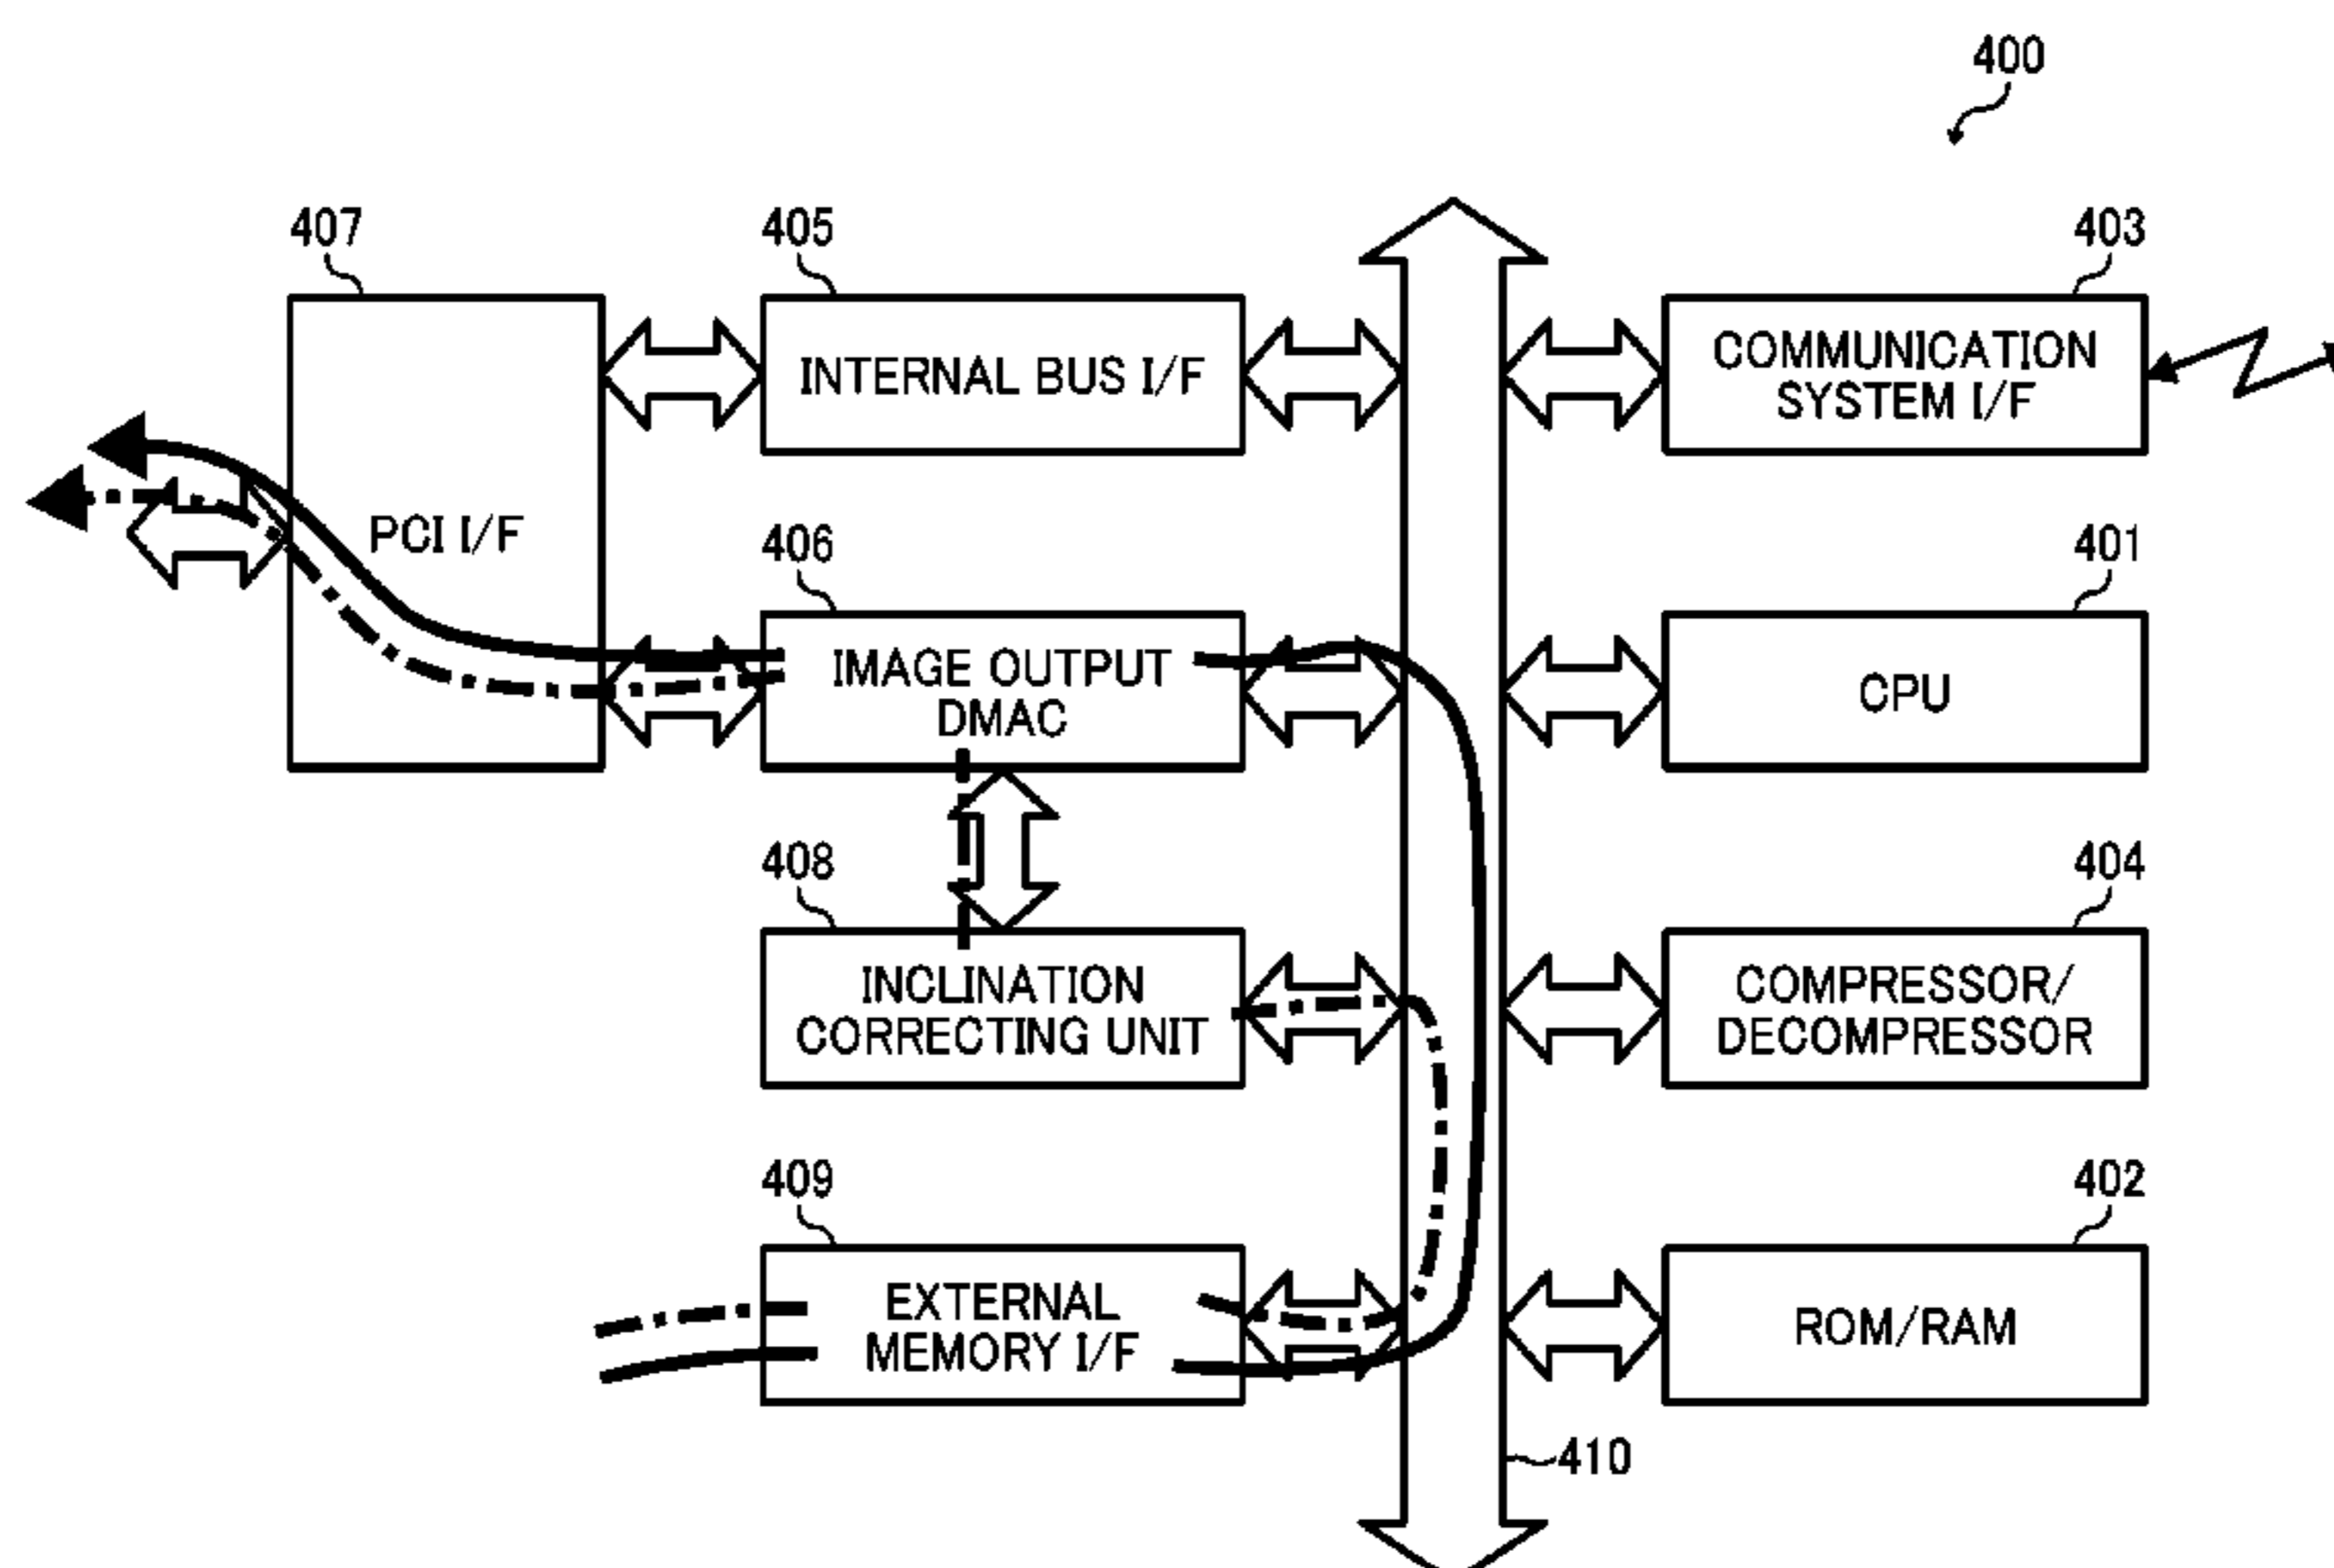 400
407
405
403
PCI I/F
INTERNAL BUS I/F
COMMUNICATION
SYSTEM I/F
406
401
IMAGE OUTPUT
DMAC
CPU
408
404
INCLINATION
CORRECTING UNIT
COMPRESSOR/
DECOMPRESSOR
409
402
EXTERNAL
MEMORY I/F
ROM/RAM
410